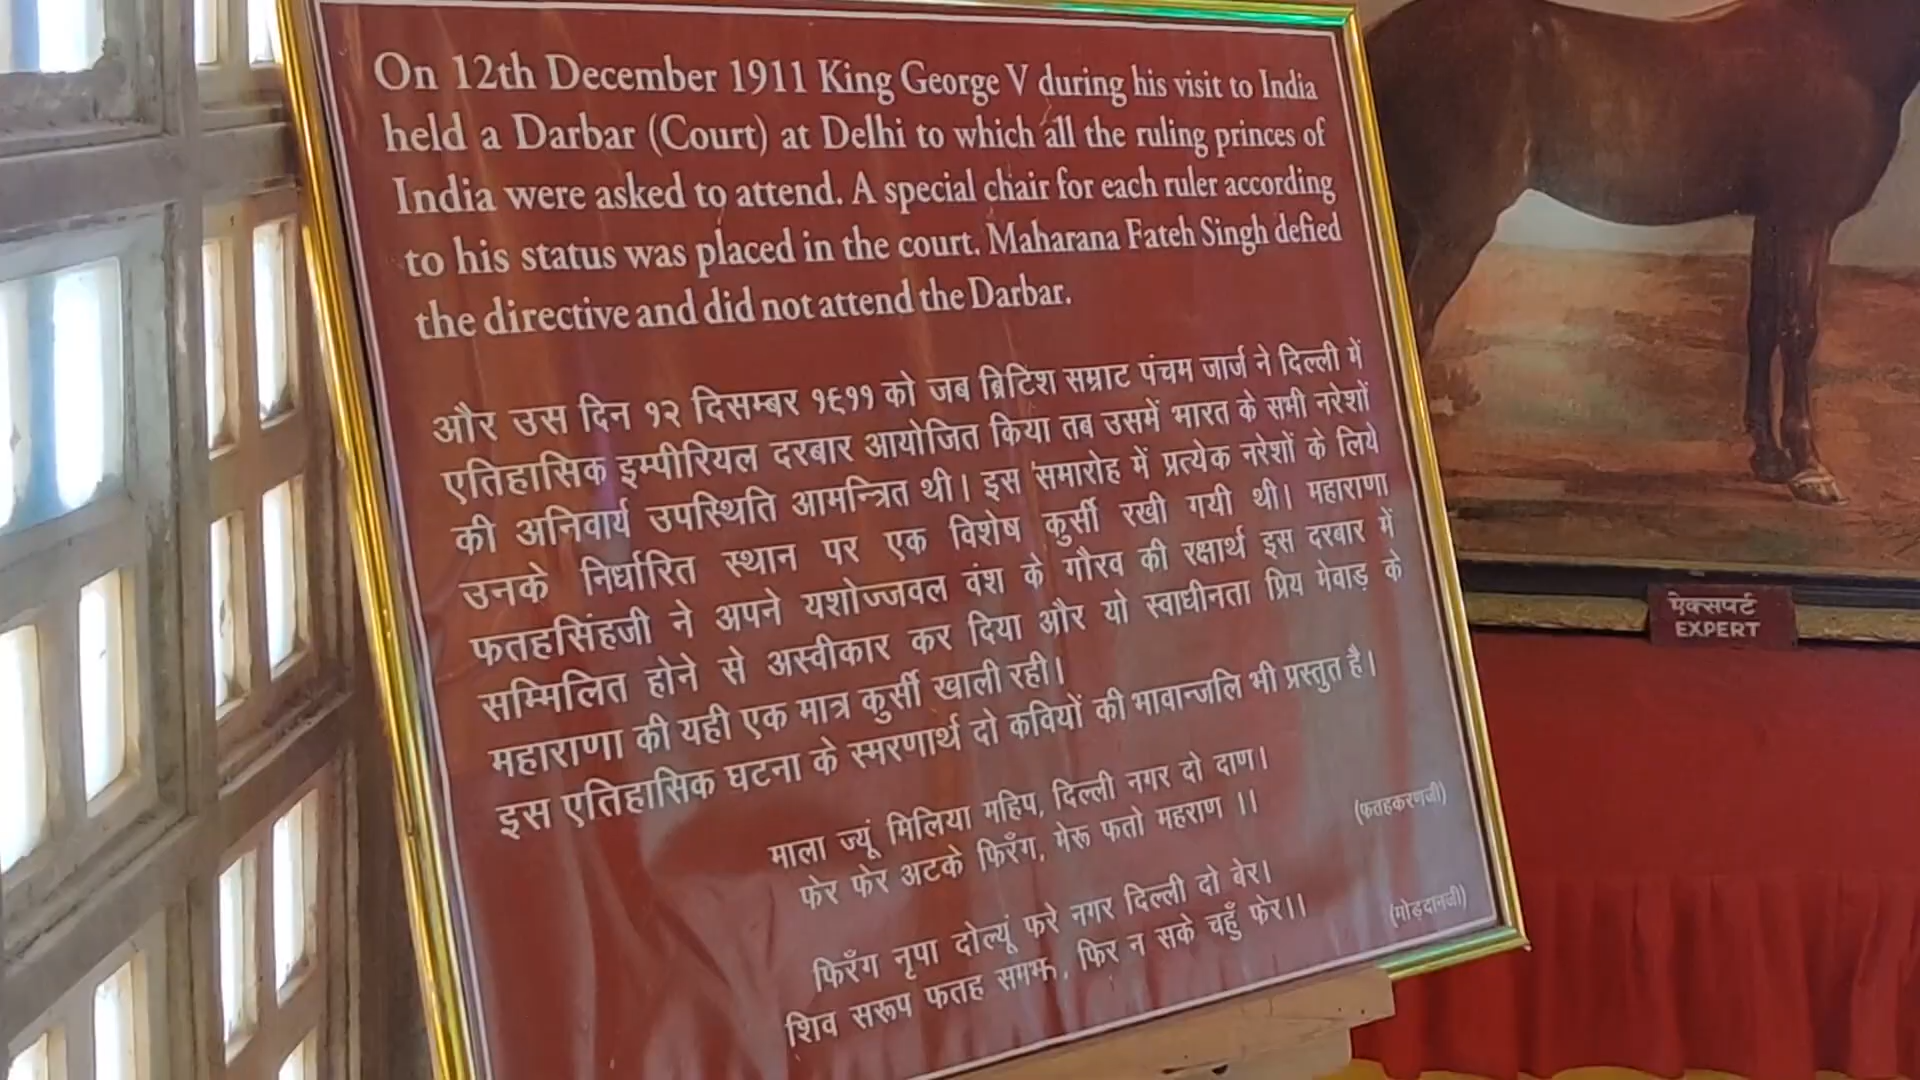 On 12th December 1911 King George V during his visit to India
held a Darbar (Court) at Delhi to which all the ruling princes of
India were asked to attend. A special chair for each ruler according
to his status was placed in the court. Maharana Fateh Singh defied
the directive and did not attend the Darbar.
और उस दिन १२ दिसम्बर १९११ को जब ब्रिटिश सम्राट पंचम जार्ज ने दिल्ली में
एतिहासिक इम्पीरियल दरबार आयोजित किया तब उसमें भारत के सभी नरेशों
की अनिवार्य उपस्थिति आमन्त्रित थी। इस समारोह में प्रत्येक नरेशों के लिये
उनके निर्धारित स्थान पर एक विशेष कुर्सी रखी गयी थी। महाराणा
फतहसिंहजी ने अपने यशोज्जवल वंश के गौरव की रक्षार्थ इस दरबार में
सम्मिलित होने से अस्वीकार कर दिया और यो स्वाधीनता प्रिय मेवाड़ के
महाराणा की यही एक मात्र कुर्सी खाली रही।
इस एतिहासिक घटना के स्मरणार्थ दो कवियों की भावान्जलि भी प्रस्तुत है।
माला ज्यूं मिलिया महिप, दिल्ली नगर दो दाण।
फेर फेर अटके फिरँग, मेरू फतो महराण ।।
(फतहकरणजी)
फिरँग नृपा दोल्यूं फरे नगर दिल्ली दो बेर।
शिव सरूप फतह समझ, फिर न सके चहुँ फेर।।
(मोड़दानजी)
ऐक्सपर्ट
EXPERT